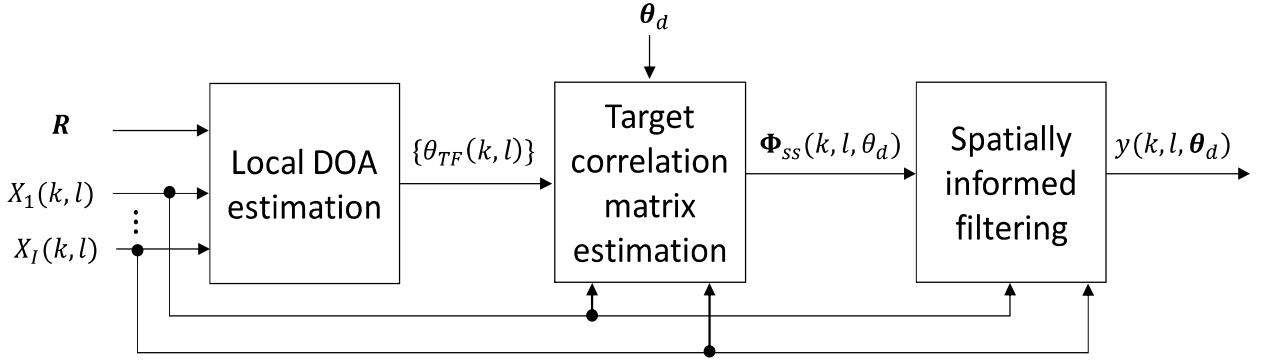 𝜽_d
R
X_1(k, l)
⋮
X_I(k, l)
Local DOA
estimation
{θ_TF(k, l)}
Target
correlation
matrix
estimation
𝚽_ss(k, l, θ_d)
Spatially
informed
filtering
y(k, l, 𝜽_d)